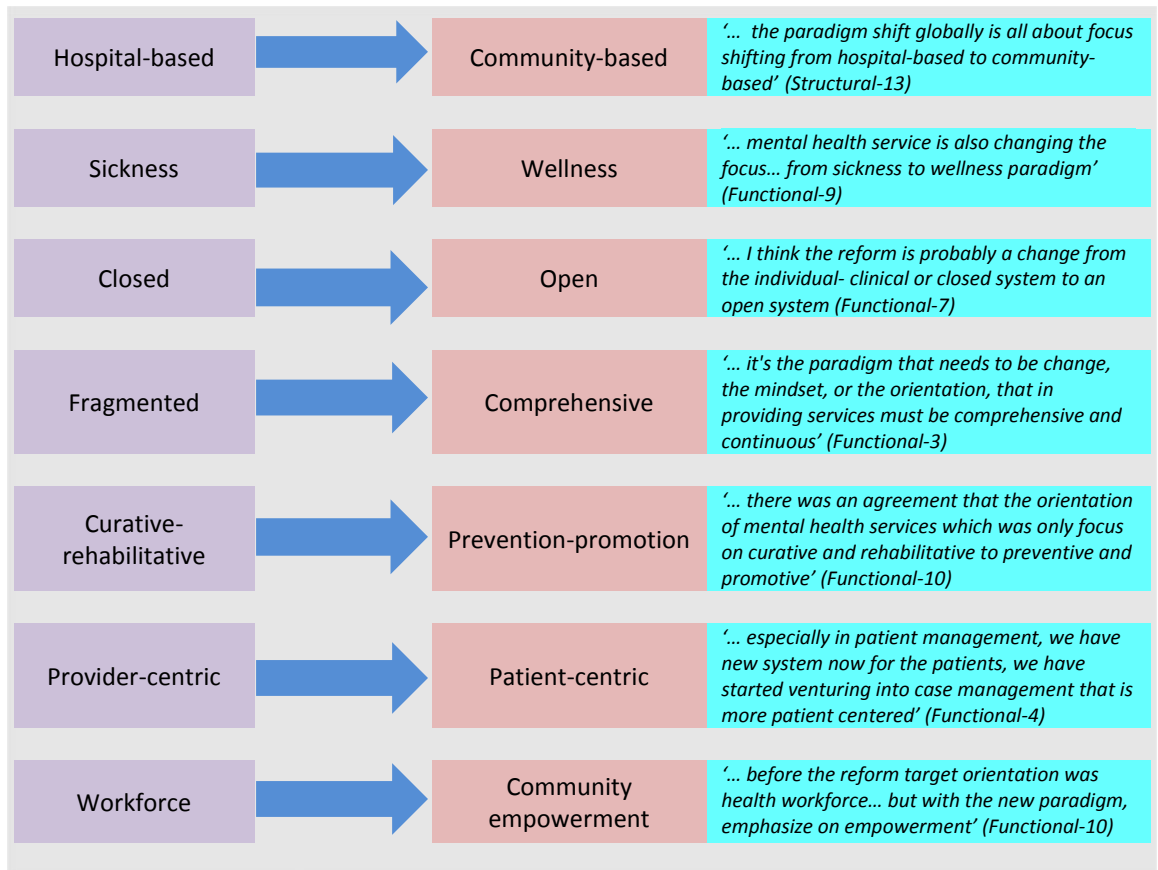 Hospital-based
Community-based
‘… the paradigm shift globally is all about focus
shifting from hospital-based to community-
based’ (Structural-13)
Sickness
Wellness
‘… mental health service is also changing the
focus… from sickness to wellness paradigm’
(Functional-9)
Closed
Open
‘… I think the reform is probably a change from
the individual- clinical or closed system to an
open system (Functional-7)
Fragmented
Comprehensive
‘… it's the paradigm that needs to be change,
the mindset, or the orientation, that in
providing services must be comprehensive and
continuous’ (Functional-3)
Curative-
rehabilitative
Prevention-promotion
‘… there was an agreement that the orientation
of mental health services which was only focus
on curative and rehabilitative to preventive and
promotive’ (Functional-10)
Provider-centric
Patient-centric
‘… especially in patient management, we have
new system now for the patients, we have
started venturing into case management that is
more patient centered’ (Functional-4)
Workforce
Community
empowerment
‘… before the reform target orientation was
health workforce… but with the new paradigm,
emphasize on empowerment’ (Functional-10)